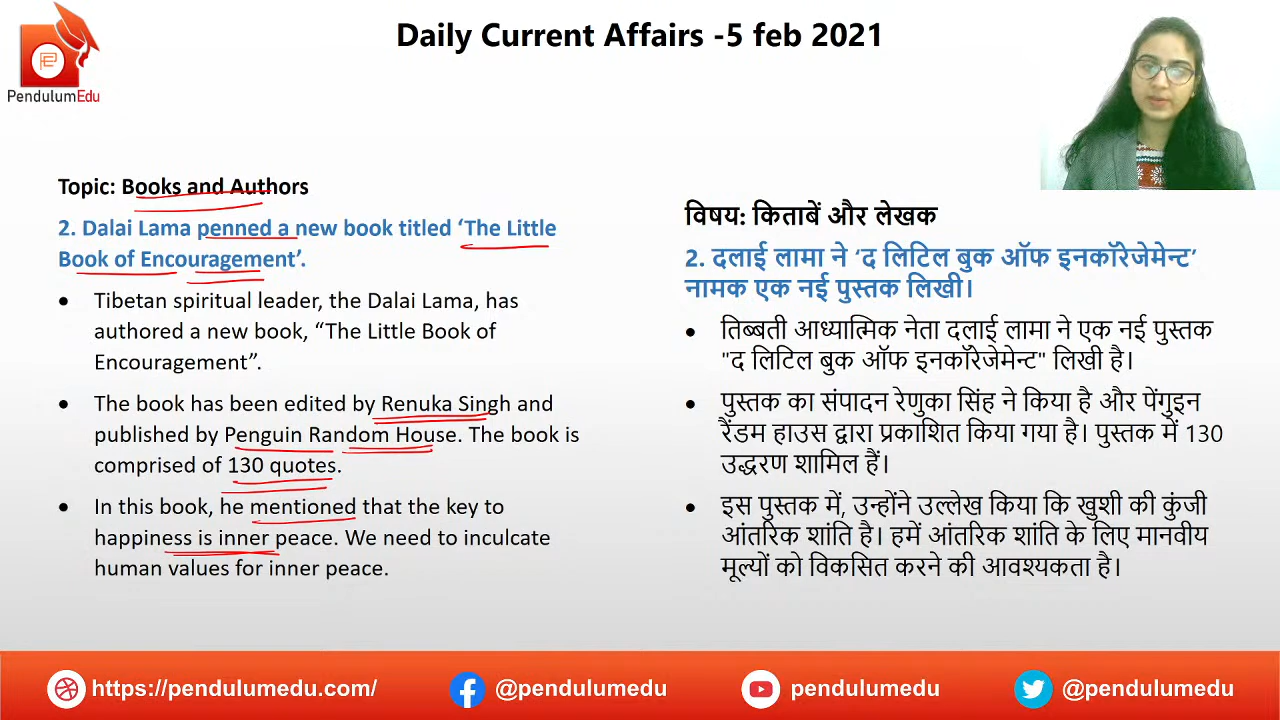 Daily Current Affairs -5 feb 2021
PendulumEdu
Topic: Books and Authors
2. Dalai Lama penned a new book titled ‘The Little
Book of Encouragement’.
• Tibetan spiritual leader, the Dalai Lama, has
authored a new book, “The Little Book of
Encouragement”.
• The book has been edited by Renuka Singh and
published by Penguin Random House. The book is
comprised of 130 quotes.
• In this book, he mentioned that the key to
happiness is inner peace. We need to inculcate
human values for inner peace.
विषय: किताबें और लेखक
2. दलाई लामा ने ‘द लिटिल बुक ऑफ इनकॉरेजेमेन्ट’
नामक एक नई पुस्तक लिखी।
• तिब्बती आध्यात्मिक नेता दलाई लामा ने एक नई पुस्तक
"द लिटिल बुक ऑफ इनकॉरेजेमेन्ट" लिखी है।
• पुस्तक का संपादन रेणुका सिंह ने किया है और पेंगुइन
रैंडम हाउस द्वारा प्रकाशित किया गया है। पुस्तक में 130
उद्धरण शामिल हैं।
• इस पुस्तक में, उन्होंने उल्लेख किया कि खुशी की कुंजी
आंतरिक शांति है। हमें आंतरिक शांति के लिए मानवीय
मूल्यों को विकसित करने की आवश्यकता है।
https://pendulumedu.com/
@pendulumedu
pendulumedu
@pendulumedu